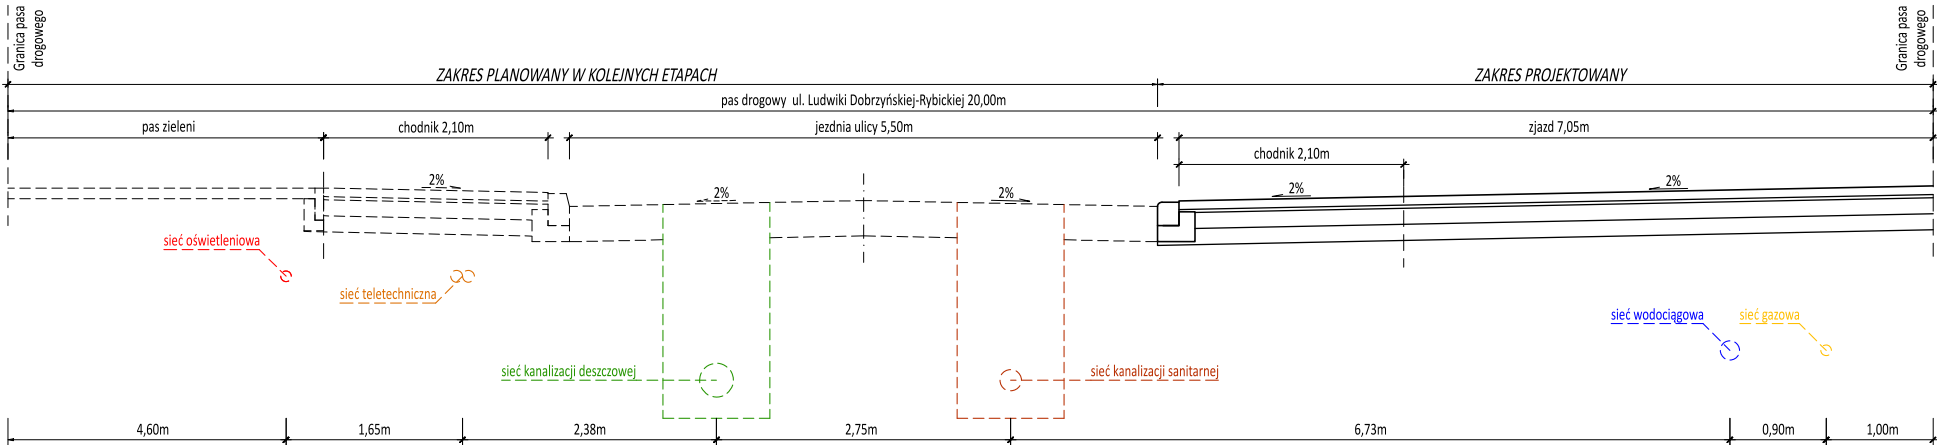 Granica pasa
drogowego
Granica pasa
drogowego
ZAKRES PLANOWANY W KOLEJNYCH ETAPACH
ZAKRES PROJEKTOWANY
pas drogowy ul. Ludwiki Dobrzyńskiej-Rybickiej 20,00m
pas zieleni
chodnik 2,10m
jezdnia ulicy 5,50m
zjazd 7,05m
chodnik 2,10m
2%
2%
2%
2%
2%
sieć oświetleniowa
sieć teletechniczna
sieć wodociągowa
sieć gazowa
sieć kanalizacji deszczowej
sieć kanalizacji sanitarnej
4,60m
1,65m
2,38m
2,75m
6,73m
0,90m
1,00m